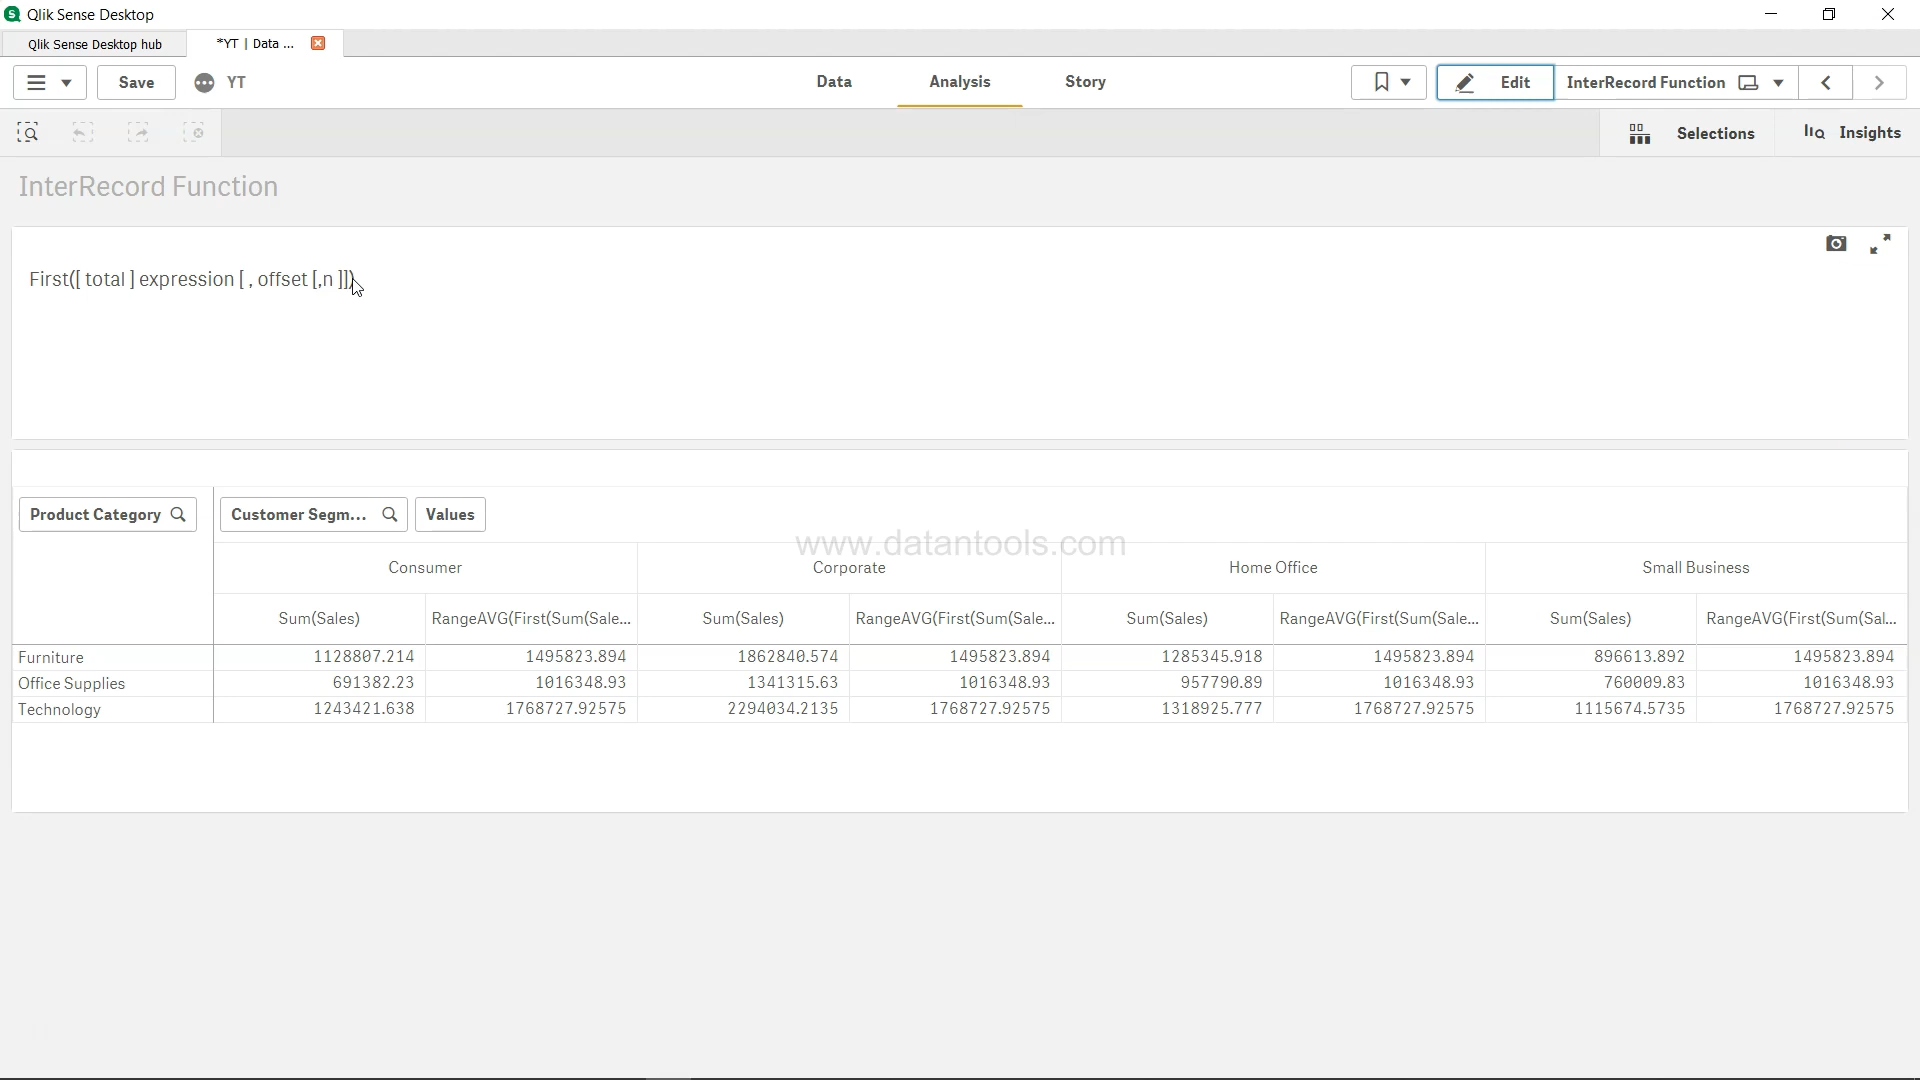 Qlik Sense Desktop
Qlik Sense Desktop hub
*YT | Data ...
Save
YT
Data
Analysis
Story
Edit
InterRecord Function
Selections
Insights
InterRecord Function
First([ total ] expression [ , offset [,n ]])
Product Category
Customer Segm...
Values
www.datantools.com
Consumer Corporate Home Office Small Business
Sum(Sales) RangeAVG(First(Sum(Sale... Sum(Sales) RangeAVG(First(Sum(Sale... Sum(Sales) RangeAVG(First(Sum(Sale... Sum(Sales) RangeAVG(First(Sum(Sal...
Furniture 1128807.214 1495823.894 1862840.574 1495823.894 1285345.918 1495823.894 896613.892 1495823.894
Office Supplies 691382.23 1016348.93 1341315.63 1016348.93 957790.89 1016348.93 760009.83 1016348.93
Technology 1243421.638 1768727.92575 2294034.2135 1768727.92575 1318925.777 1768727.92575 1115674.5735 1768727.92575